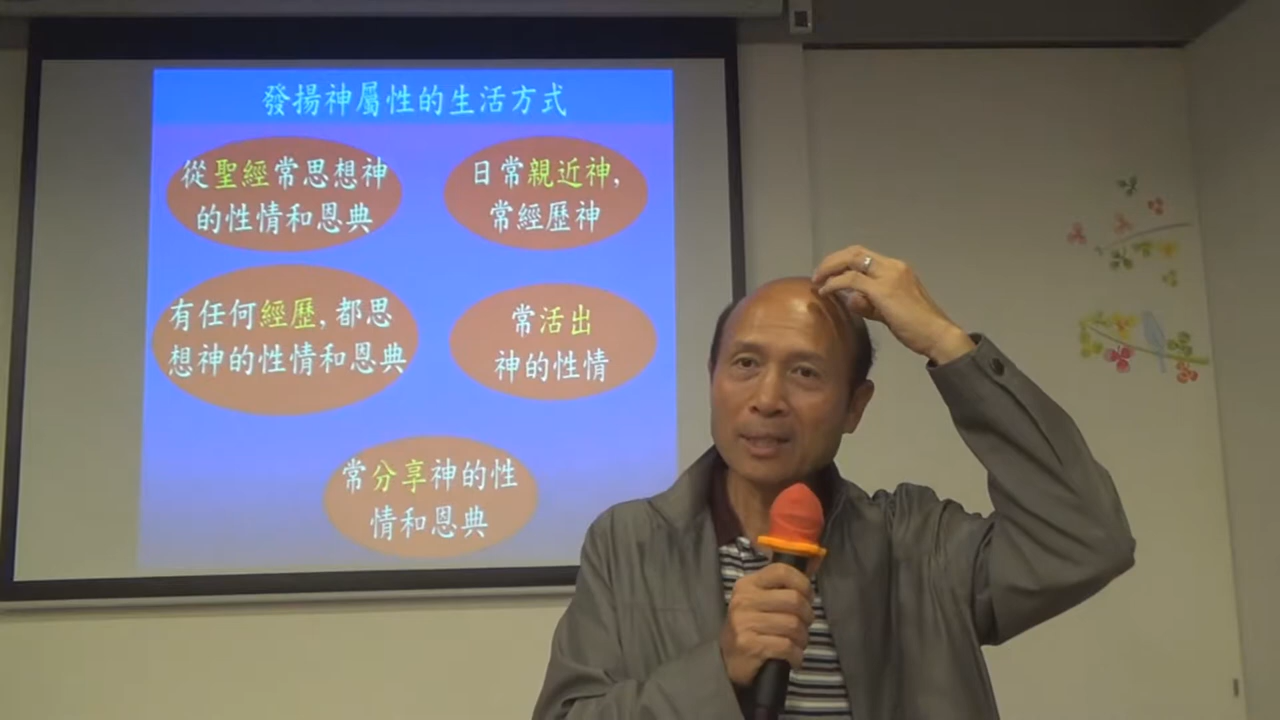 發揚神屬性的生活方式
從聖經常思想神
的性情和恩典
日常親近神,
常經歷神
有任何經歷, 都思
想神的性情和恩典
常活出
神的性情
常分享神的性
情和恩典